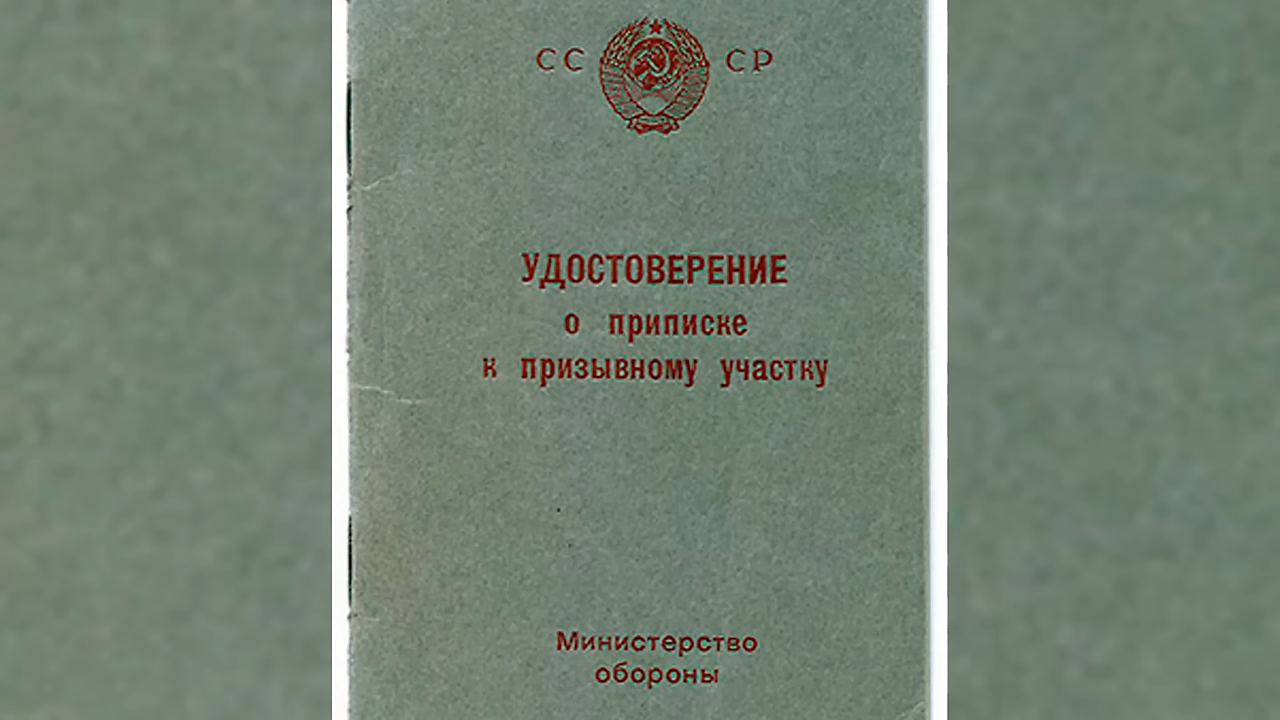 СС СР
УДОСТОВЕРЕНИЕ
о приписке
к призывному участку
Министерство
обороны